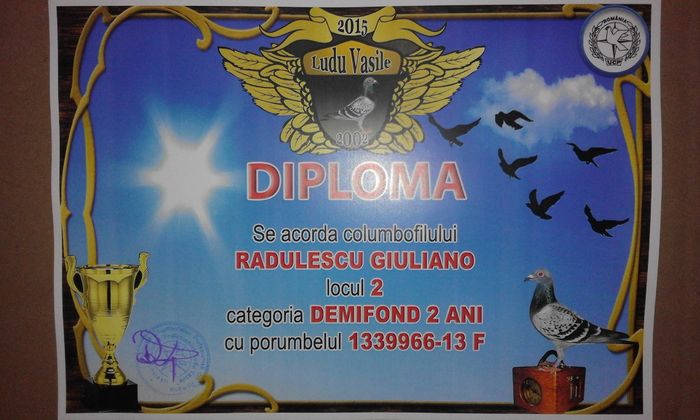 2015
ROMÂNIA
Ludu Vasile
UCPR
2002
DIPLOMA
Se acorda columbofilului
RADULESCU GIULIANO
locul 2
categoria DEMIFOND 2 ANI
cu porumbelul 1339966-13 F